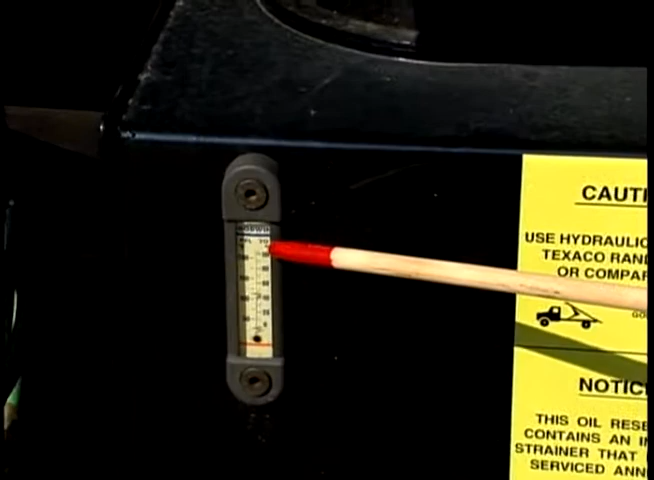 CAUTI
USE HYDRAULIC
TEXACO RAN
OR COMPAR
NOTIC
THIS OIL RESE
CONTAINS AN I
STRAINER THAT
SERVICED ANN